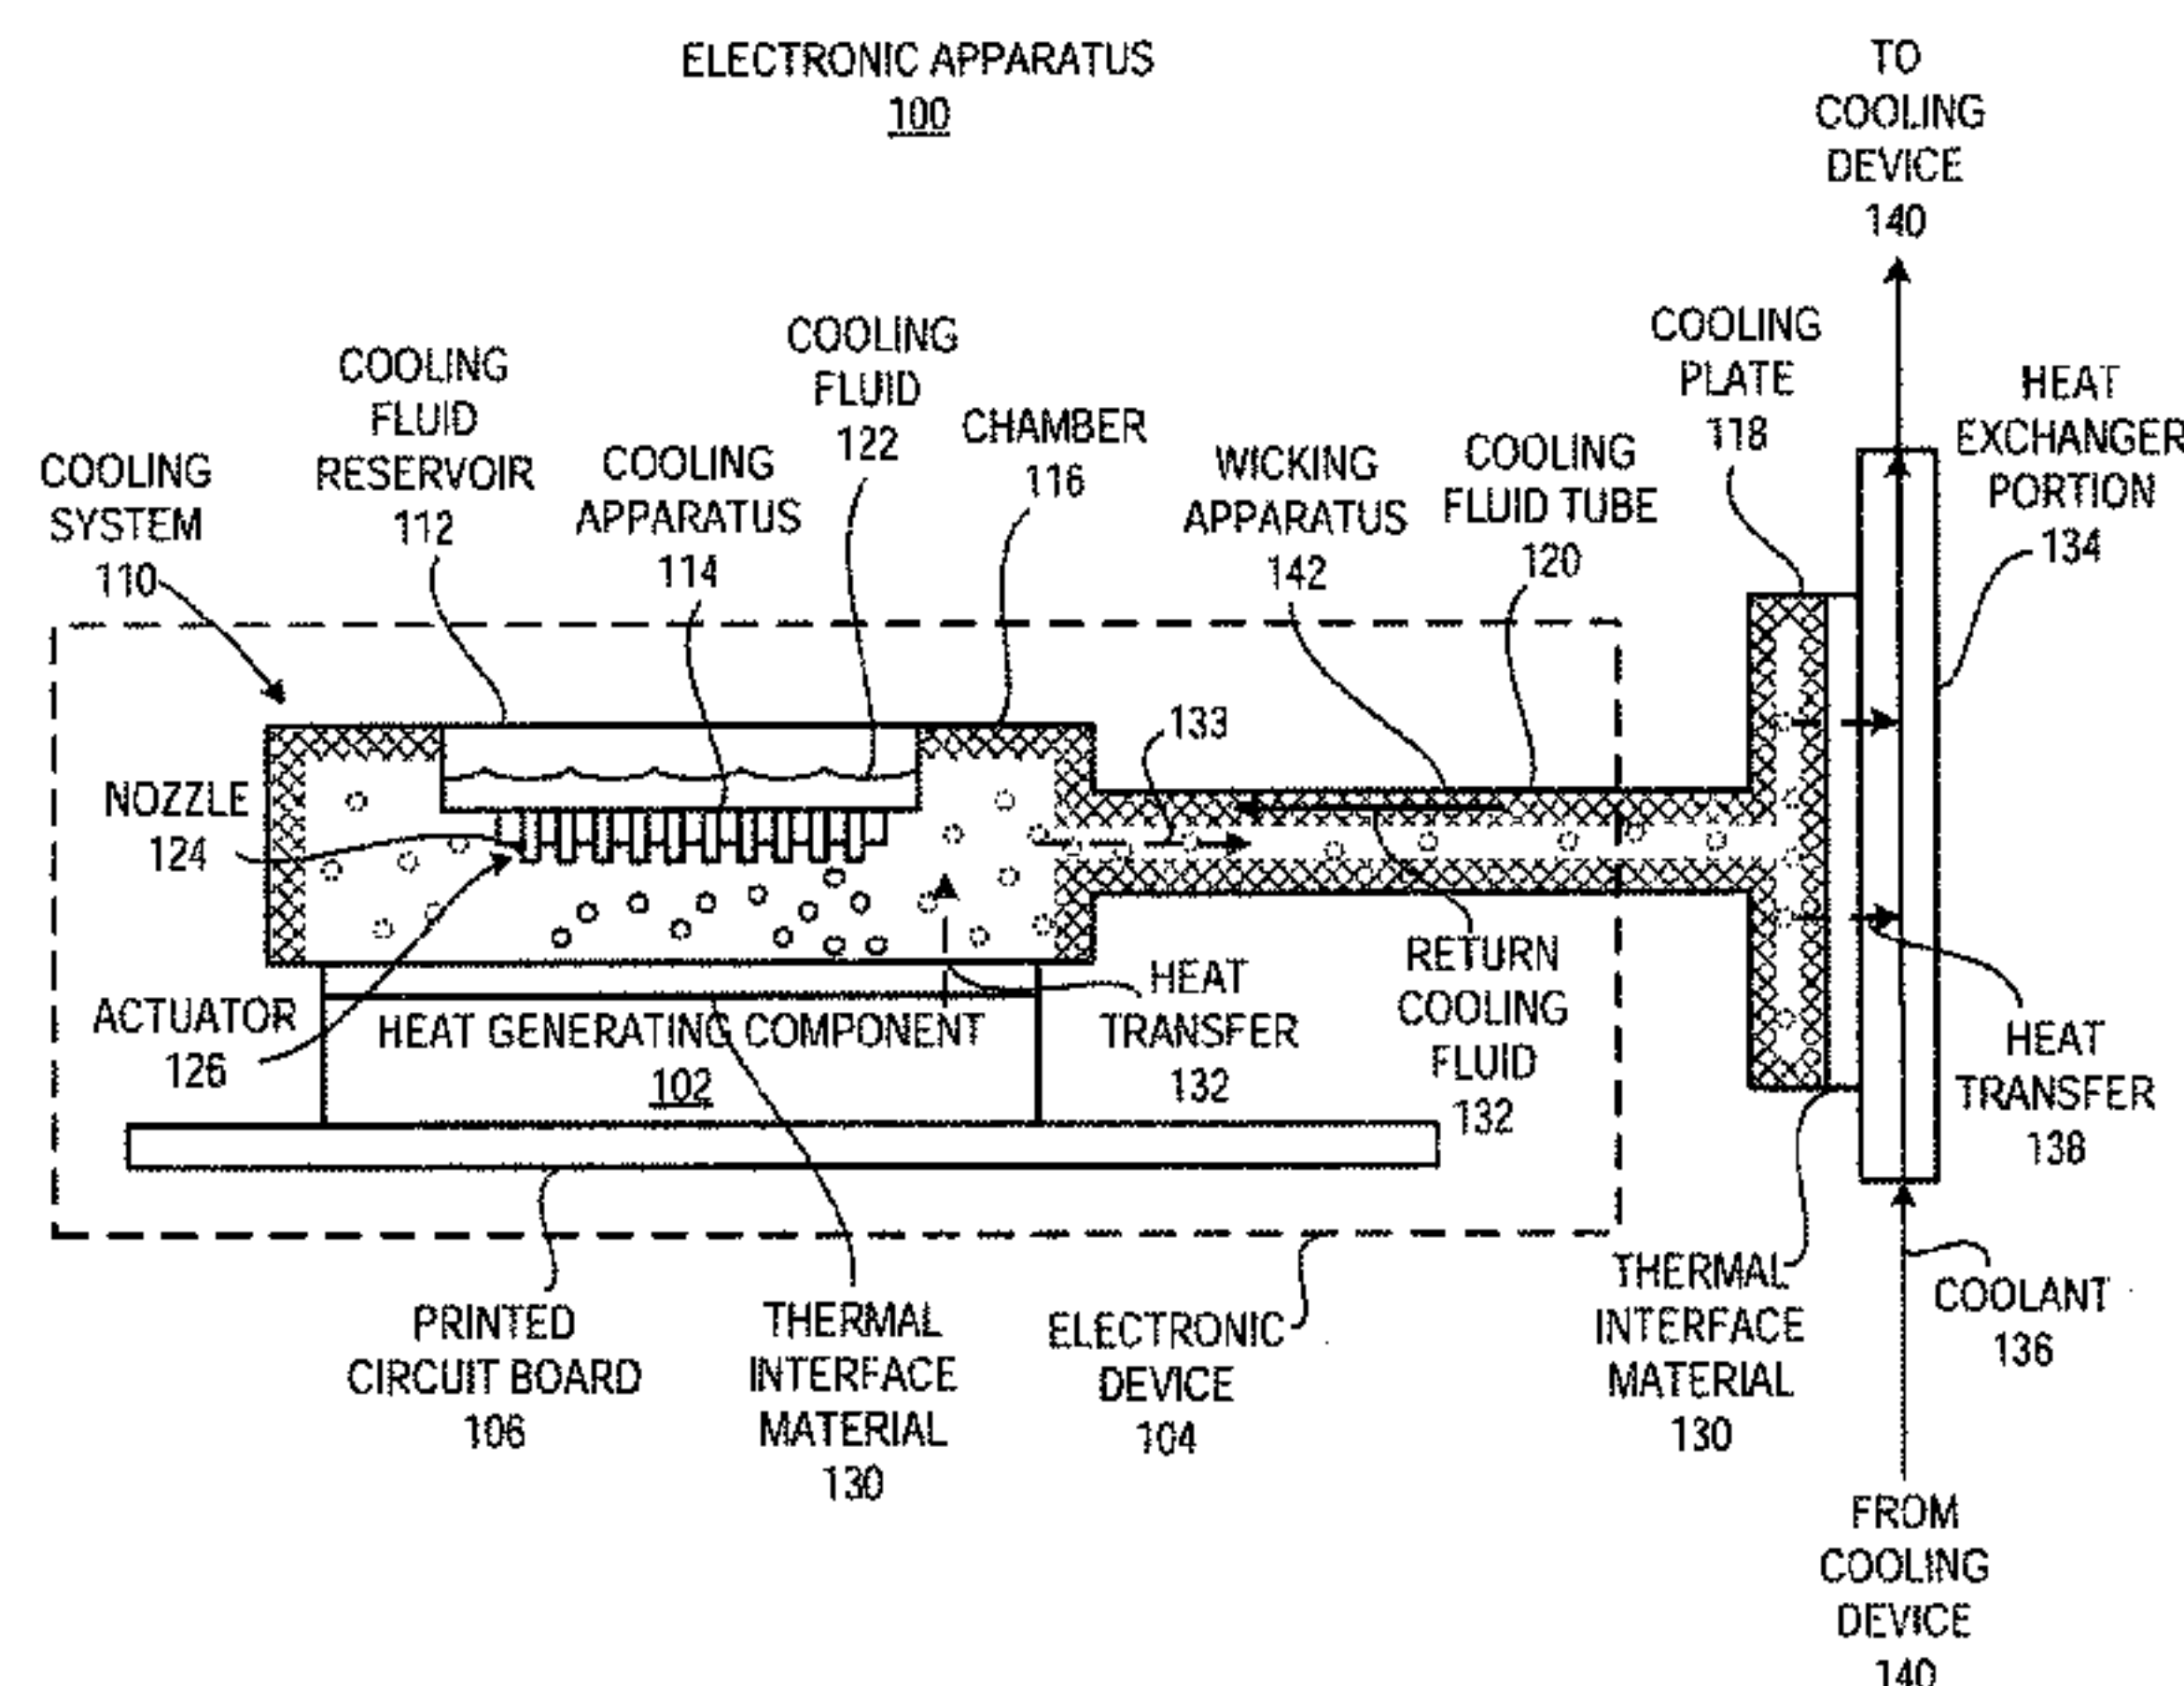 ELECTRONIC APPARATUS
100
TO
COOLING
DEVICE
140
COOLING
SYSTEM
110
COOLING
FLUID
RESERVOIR
112
COOLING
APPARATUS
114
COOLING
FLUID
122
CHAMBER
116
WICKING
APPARATUS
142
COOLING
FLUID TUBE
120
COOLING
PLATE
118
HEAT
EXCHANGER
PORTION
134
133
NOZZLE
124
ACTUATOR
126
HEAT GENERATING COMPONENT
102
HEAT
TRANSFER
132
RETURN
COOLING
FLUID
132
HEAT
TRANSFER
138
PRINTED
CIRCUIT BOARD
106
THERMAL
INTERFACE
MATERIAL
130
ELECTRONIC
DEVICE
104
THERMAL
INTERFACE
MATERIAL
130
COOLANT
136
FROM
COOLING
DEVICE
140